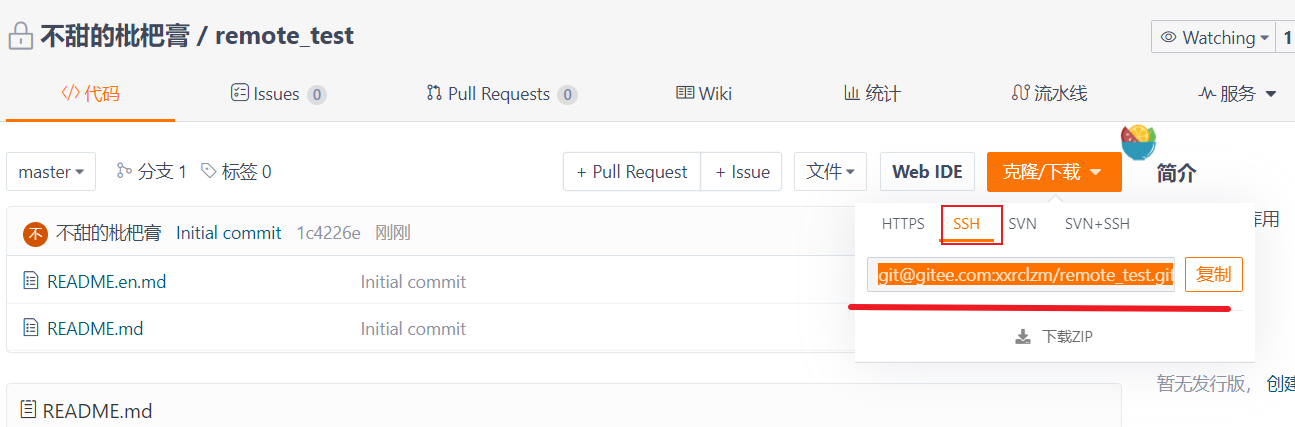 不甜的枇杷膏 / remote_test
Watching 1
代码 Issues 0 Pull Requests 0 Wiki 统计 流水线 服务
master 分支 1 标签 0 + Pull Request + Issue 文件 Web IDE 克隆/下载 简介
HTTPS SSH SVN SVN+SSH 库用
不 不甜的枇杷膏 Initial commit 1c4226e 刚刚
git@gitee.com:xxrclzm/remote_test.git 复制
README.en.md Initial commit
README.md Initial commit
下载ZIP
暂无发行版， 创建
README.md